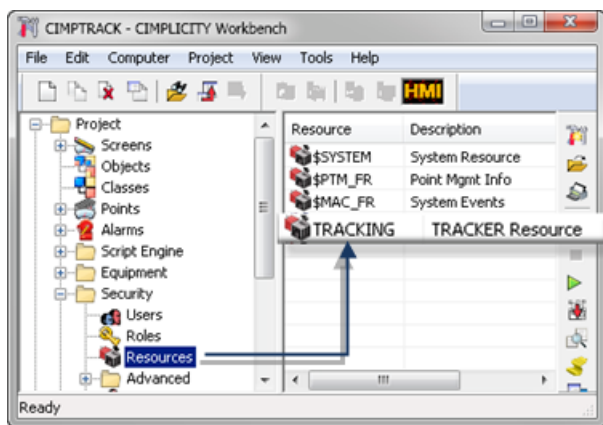 CIMPTRACK - CIMPLICITY Workbench
File Edit Computer Project View Tools Help
HMI
Project
Screens
Objects
Classes
Points
Alarms
Script Engine
Equipment
Security
Users
Roles
Resources
Advanced
Resource Description
$SYSTEM System Resource
$PTM_FR Point Mgmt Info
$MAC_FR System Events
TRACKING TRACKER Resource
Ready